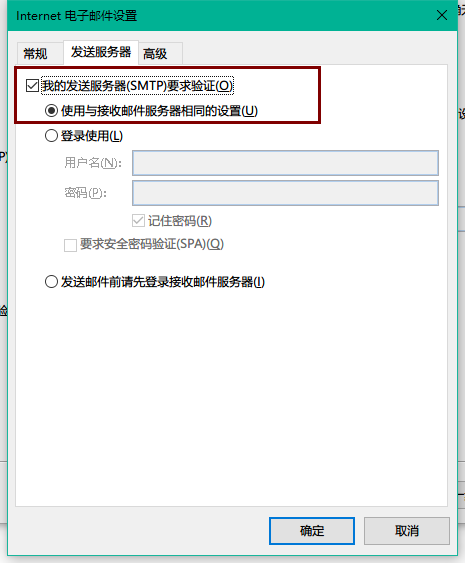 Internet 电子邮件设置
常规 发送服务器 高级
我的发送服务器(SMTP)要求验证(O)
使用与接收邮件服务器相同的设置(U)
登录使用(L)
用户名(N)：
密码(P)：
记住密码(R)
要求安全密码验证(SPA)(Q)
发送邮件前请先登录接收邮件服务器(I)
确定 取消